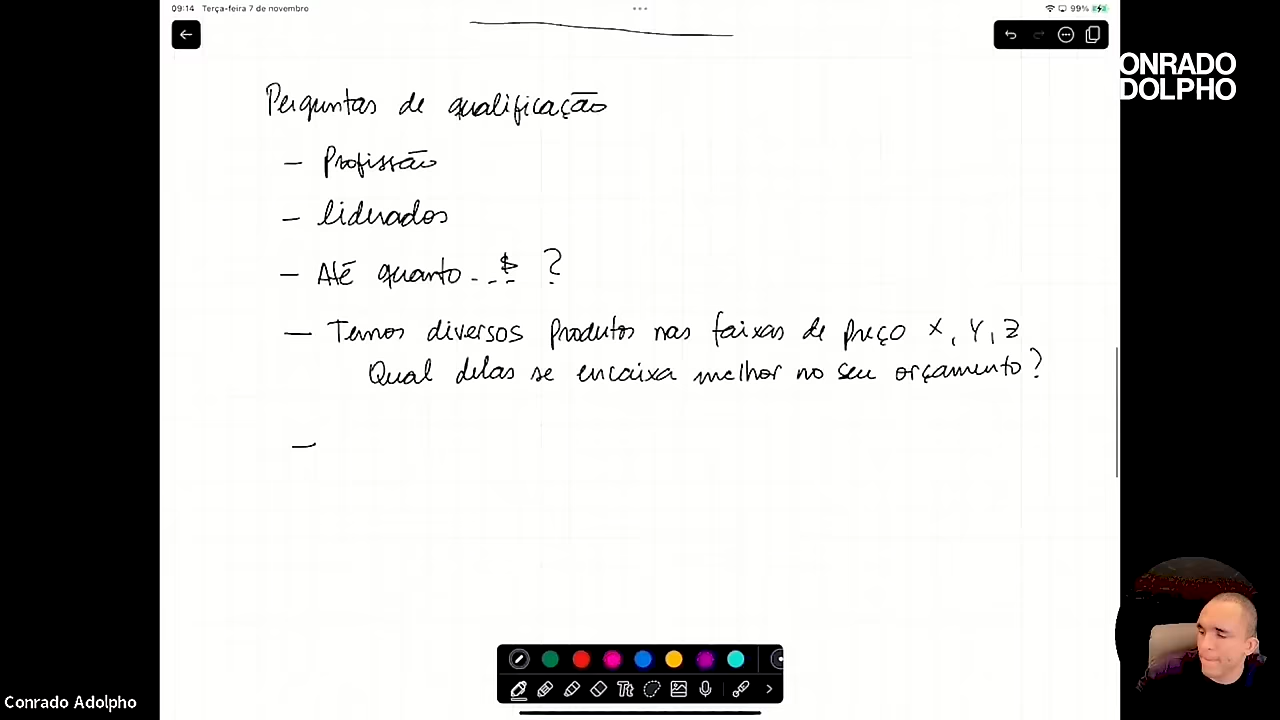 09:14 Terça-feira 7 de novembro
99%
ONRADO
DOLPHO
Perguntas de qualificação
— Profissão
— liderados
— Até quanto - - - $ ?
— Temos diversos produtos nas faixas de preço X, Y, Z
Qual delas se encaixa melhor no seu orçamento?
—
Tt
Conrado Adolpho